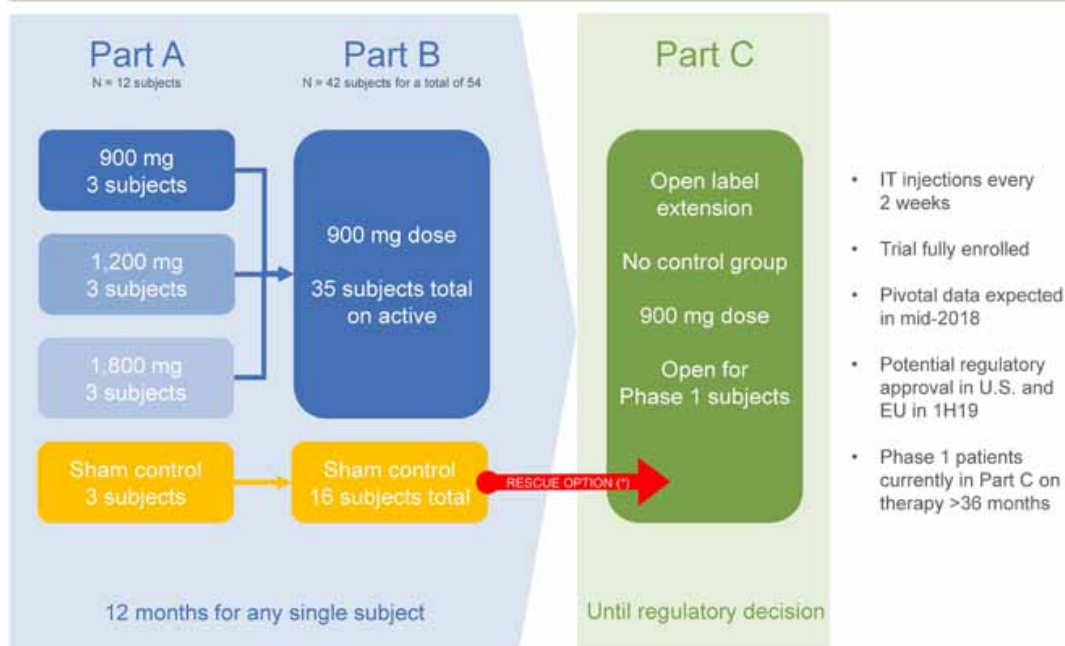 Part A
N = 12 subjects
Part B
N = 42 subjects for a total of 54
Part C
900 mg
3 subjects
1,200 mg
3 subjects
1,800 mg
3 subjects
900 mg dose
35 subjects total
on active
Sham control
3 subjects
Sham control
16 subjects total
RESCUE OPTION (*)
Open label
extension
No control group
900 mg dose
Open for
Phase 1 subjects
12 months for any single subject
Until regulatory decision
• IT injections every
2 weeks
• Trial fully enrolled
• Pivotal data expected
in mid-2018
• Potential regulatory
approval in U.S. and
EU in 1H19
• Phase 1 patients
currently in Part C on
therapy >36 months